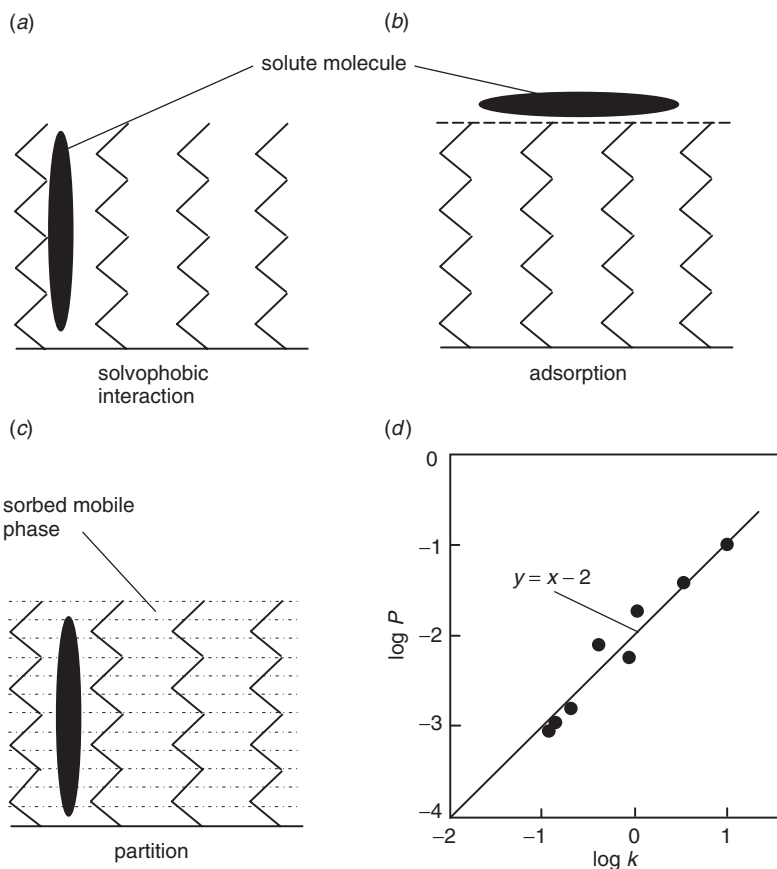 (a)
(b)
solute molecule
solvophobic
interaction
adsorption
(c)
(d)
sorbed mobile
phase
partition
0
–1
–2
–3
–4
log P
y = x – 2
–2
–1
0
1
log k